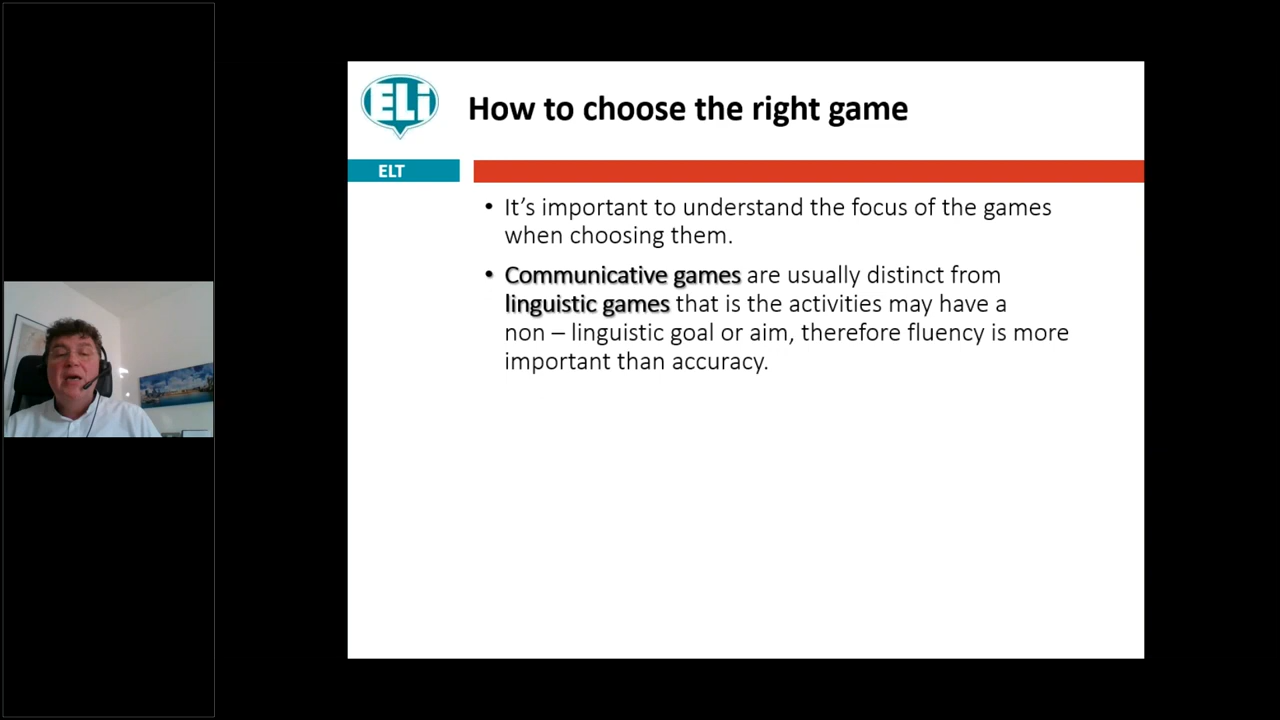 ELi
How to choose the right game
ELT
• It’s important to understand the focus of the games
when choosing them.
• Communicative games are usually distinct from
linguistic games that is the activities may have a
non – linguistic goal or aim, therefore fluency is more
important than accuracy.